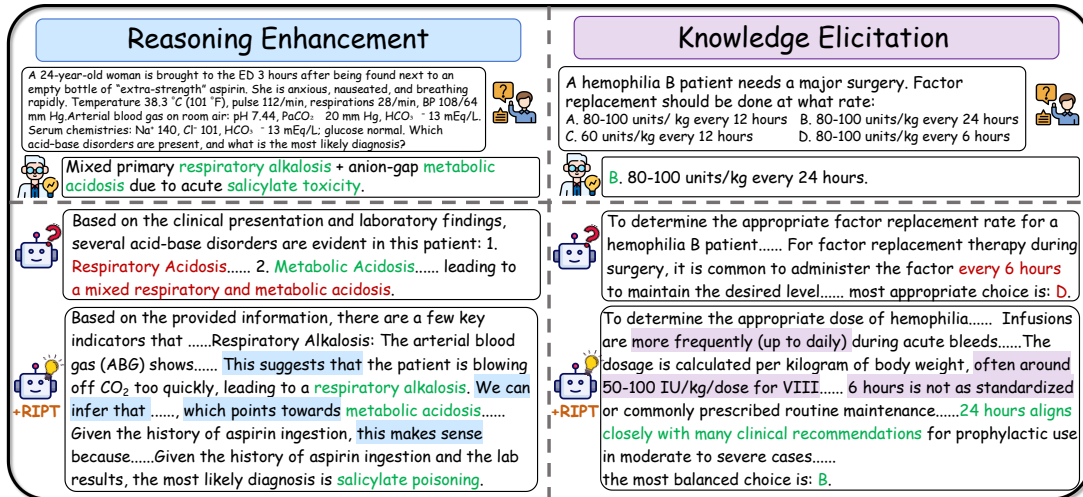 Reasoning Enhancement
A 24-year-old woman is brought to the ED 3 hours after being found next to an
empty bottle of “extra-strength” aspirin. She is anxious, nauseated, and breathing
rapidly. Temperature 38.3 °C (101 °F), pulse 112/min, respirations 28/min, BP 108/64
mm Hg.Arterial blood gas on room air: pH 7.44, PaCO₂ 20 mm Hg, HCO₃ ⁻ 13 mEq/L.
Serum chemistries: Na⁺ 140, Cl⁻ 101, HCO₃ ⁻ 13 mEq/L; glucose normal. Which
acid-base disorders are present, and what is the most likely diagnosis?
Mixed primary respiratory alkalosis + anion-gap metabolic
acidosis due to acute salicylate toxicity.
Based on the clinical presentation and laboratory findings,
several acid-base disorders are evident in this patient: 1.
Respiratory Acidosis...... 2. Metabolic Acidosis...... leading to
a mixed respiratory and metabolic acidosis.
Based on the provided information, there are a few key
indicators that ......Respiratory Alkalosis: The arterial blood
gas (ABG) shows...... This suggests that the patient is blowing
off CO₂ too quickly, leading to a respiratory alkalosis. We can
infer that ......, which points towards metabolic acidosis......
Given the history of aspirin ingestion, this makes sense
because......Given the history of aspirin ingestion and the lab
results, the most likely diagnosis is salicylate poisoning.
+RIPT
Knowledge Elicitation
A hemophilia B patient needs a major surgery. Factor
replacement should be done at what rate:
A. 80-100 units/ kg every 12 hours B. 80-100 units/kg every 24 hours
C. 60 units/kg every 12 hours D. 80-100 units/kg every 6 hours
B. 80-100 units/kg every 24 hours.
To determine the appropriate factor replacement rate for a
hemophilia B patient...... For factor replacement therapy during
surgery, it is common to administer the factor every 6 hours
to maintain the desired level...... most appropriate choice is: D.
To determine the appropriate dose of hemophilia...... Infusions
are more frequently (up to daily) during acute bleeds......The
dosage is calculated per kilogram of body weight, often around
50-100 IU/kg/dose for VIII...... 6 hours is not as standardized
or commonly prescribed routine maintenance......24 hours aligns
closely with many clinical recommendations for prophylactic use
in moderate to severe cases......
the most balanced choice is: B.
+RIPT